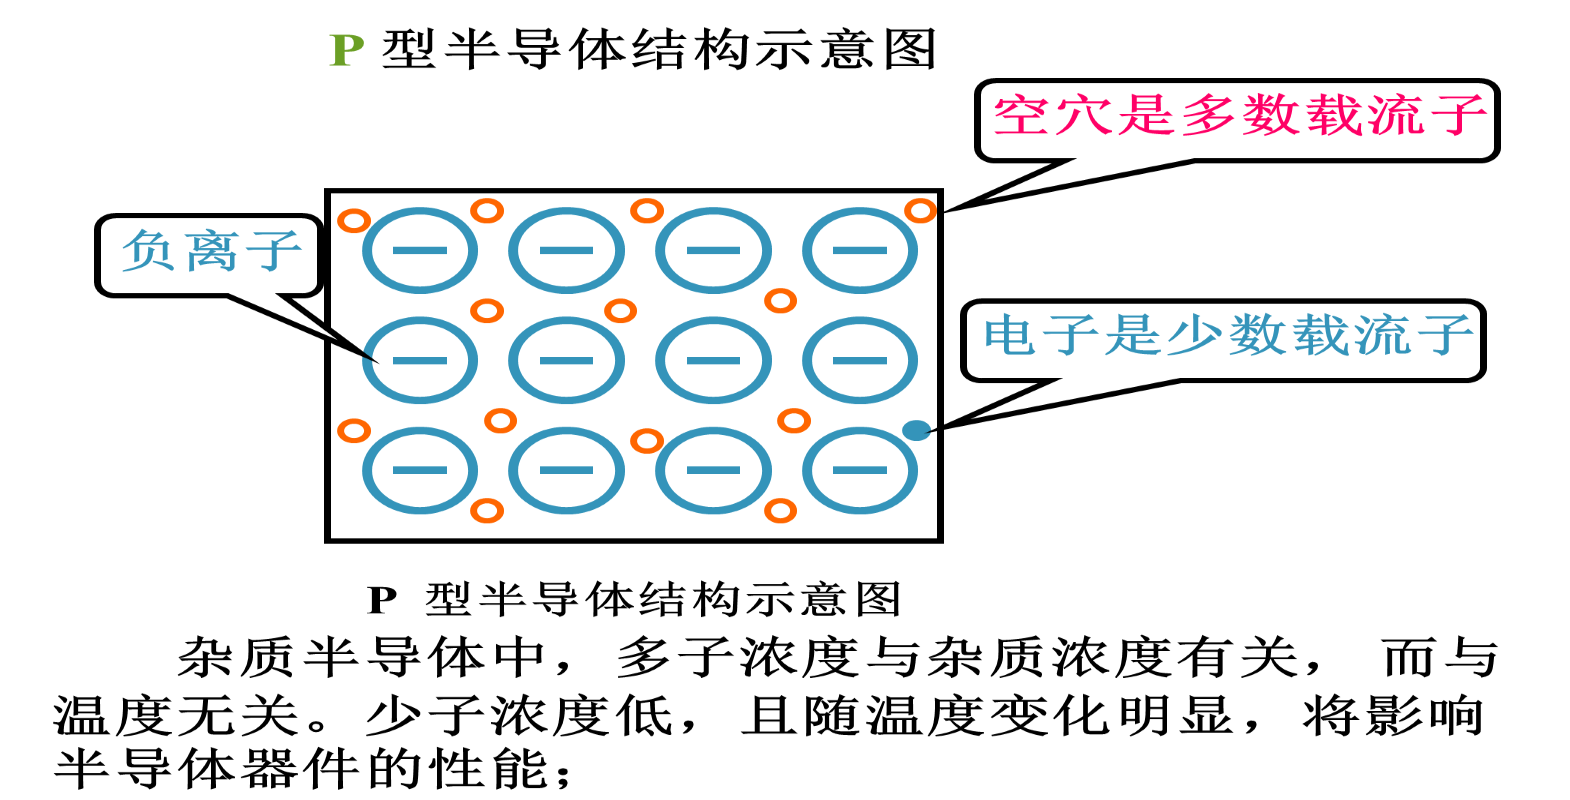 P 型半导体结构示意图
空穴是多数载流子
负离子
电子是少数载流子
P 型半导体结构示意图
杂质半导体中，多子浓度与杂质浓度有关， 而与
温度无关。少子浓度低，且随温度变化明显，将影响
半导体器件的性能；